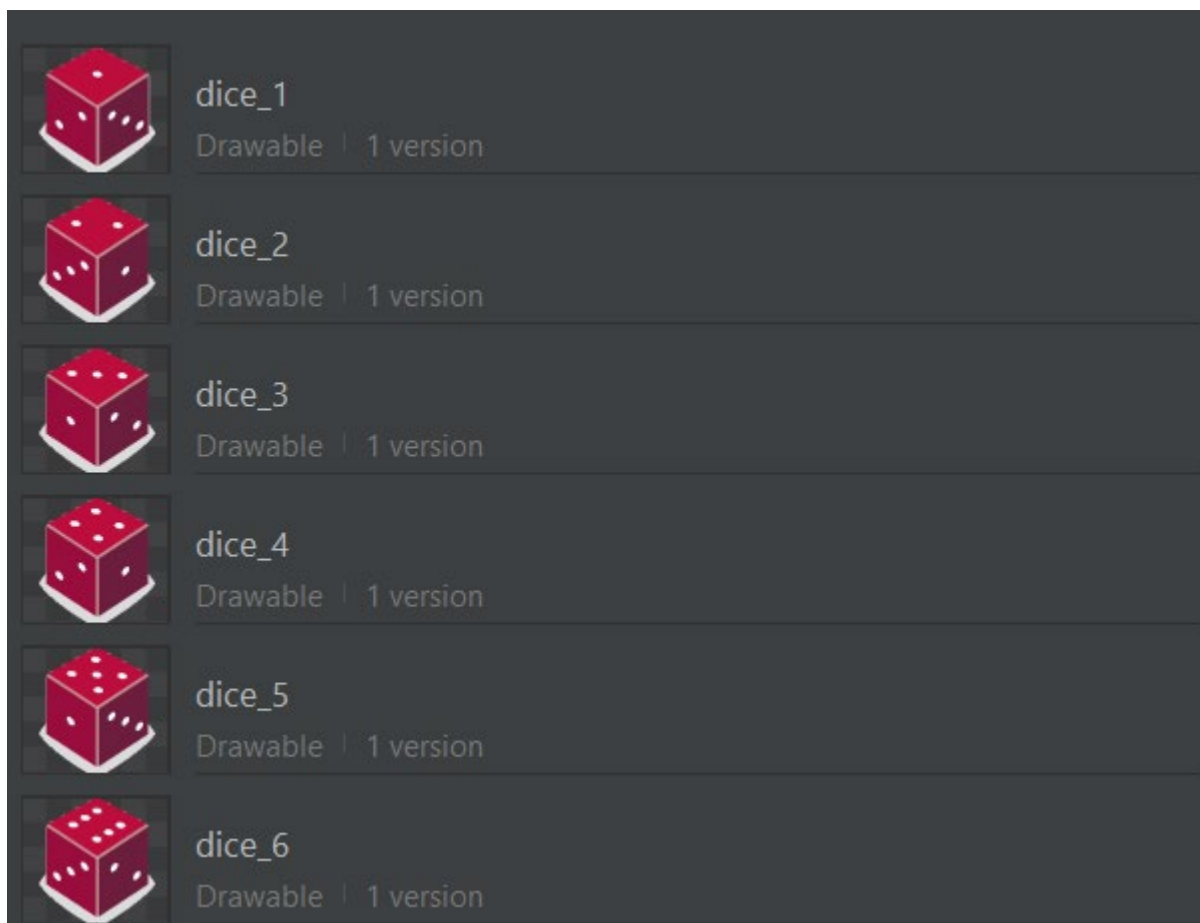 dice_1
Drawable | 1 version
dice_2
Drawable | 1 version
dice_3
Drawable | 1 version
dice_4
Drawable | 1 version
dice_5
Drawable | 1 version
dice_6
Drawable | 1 version